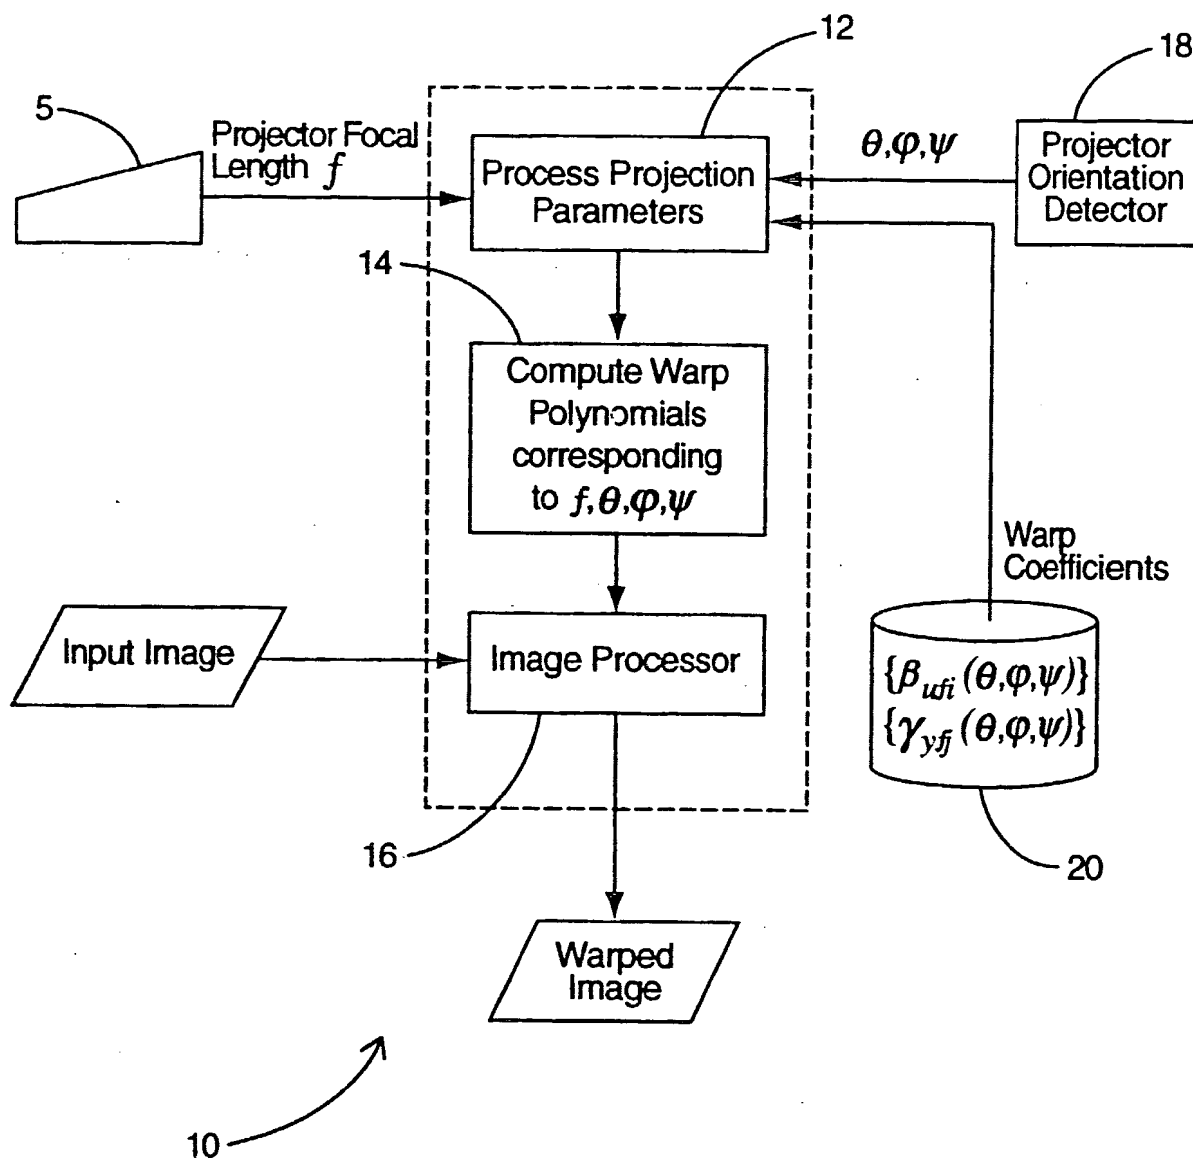 12
18
5
Projector Focal
Length f
Process Projection
Parameters
θ,φ,ψ
Projector
Orientation
Detector
14
Compute Warp
Polynomials
corresponding
to f,θ,φ,ψ
Warp
Coefficients
Input Image
Image Processor
{β_ufi (θ,φ,ψ)}
{γ_yfj (θ,φ,ψ)}
16
20
Warped
Image
10